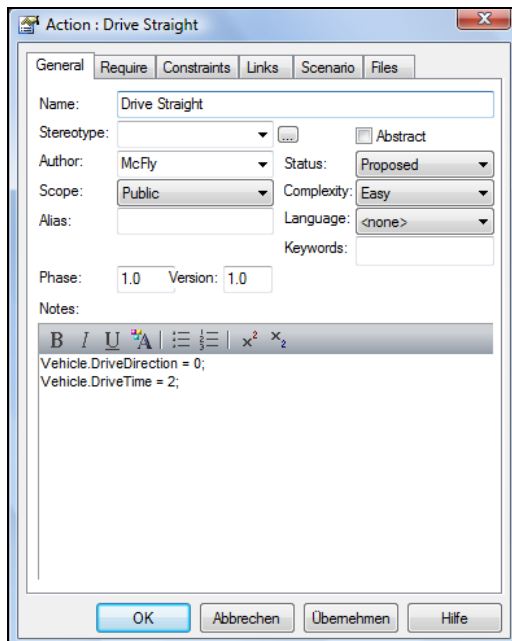 Action : Drive Straight
General Require Constraints Links Scenario Files
Name: Drive Straight
Stereotype: ... Abstract
Author: McFly Status: Proposed
Scope: Public Complexity: Easy
Alias: Language: <none>
Keywords:
Phase: 1.0 Version: 1.0
Notes:
B I U A x² x₂
Vehicle.DriveDirection = 0;
Vehicle.DriveTime = 2;
OK Abbrechen Übernehmen Hilfe